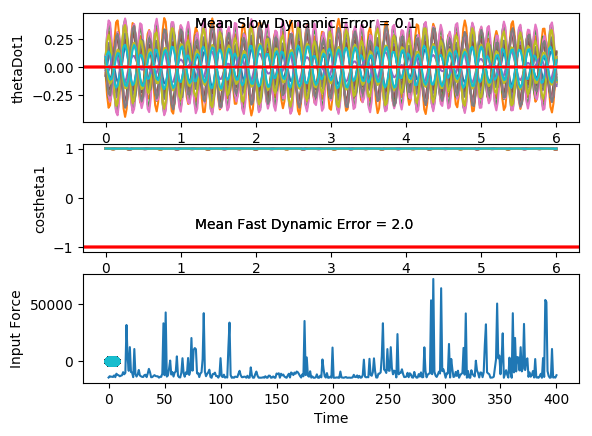 Mean Slow Dynamic Error = 0.1
thetaDot1
0.25
0.00
−0.25
0 1 2 3 4 5 6
costheta1
1
0
−1
Mean Fast Dynamic Error = 2.0
0 1 2 3 4 5 6
Input Force
50000
0
0 50 100 150 200 250 300 350 400
Time